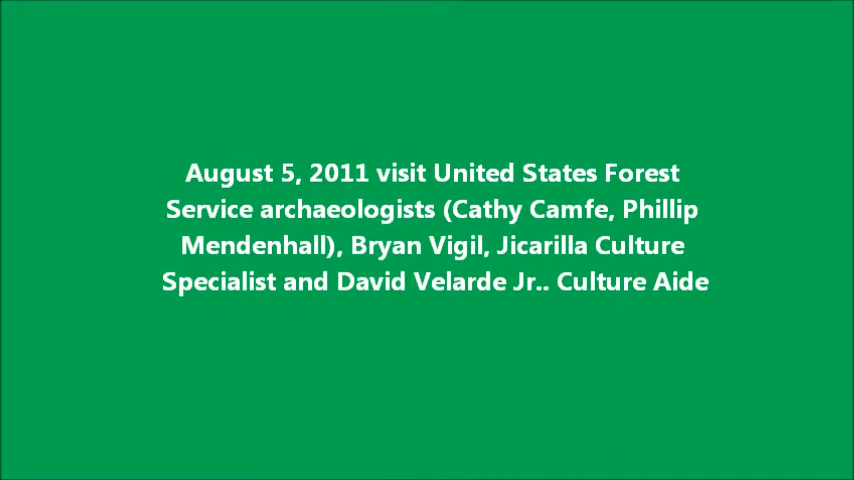 August 5, 2011 visit United States Forest
Service archaeologists (Cathy Camfe, Phillip
Mendenhall), Bryan Vigil, Jicarilla Culture
Specialist and David Velarde Jr.. Culture Aide